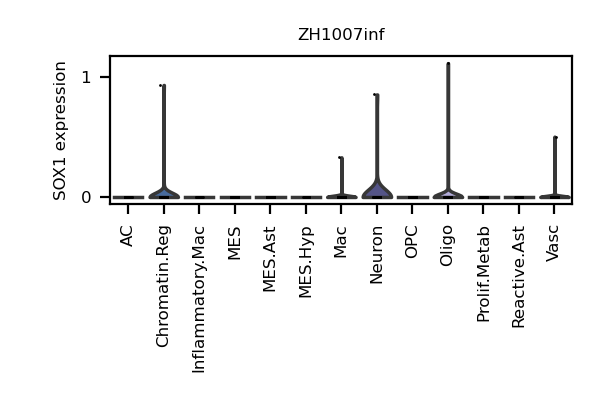 ZH1007inf
SOX1 expression
1
0
AC
Chromatin.Reg
Inflammatory.Mac
MES
MES.Ast
MES.Hyp
Mac
Neuron
OPC
Oligo
Prolif.Metab
Reactive.Ast
Vasc